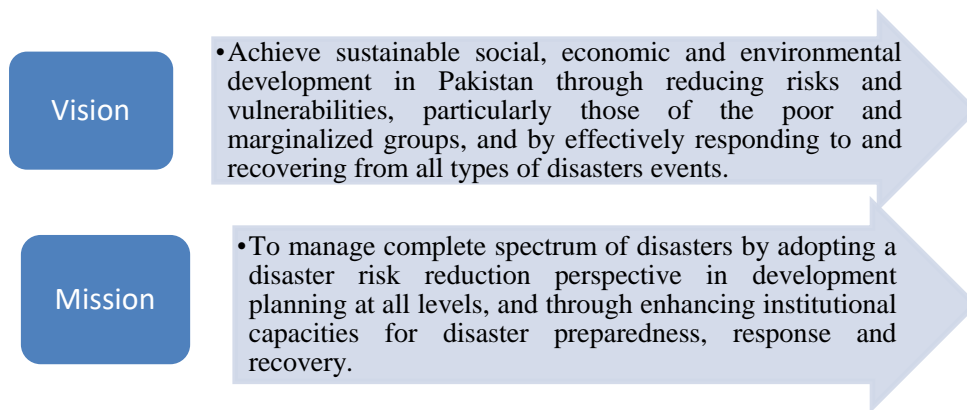 Vision
•Achieve sustainable social, economic and environmental
development in Pakistan through reducing risks and
vulnerabilities, particularly those of the poor and
marginalized groups, and by effectively responding to and
recovering from all types of disasters events.
Mission
•To manage complete spectrum of disasters by adopting a
disaster risk reduction perspective in development
planning at all levels, and through enhancing institutional
capacities for disaster preparedness, response and
recovery.